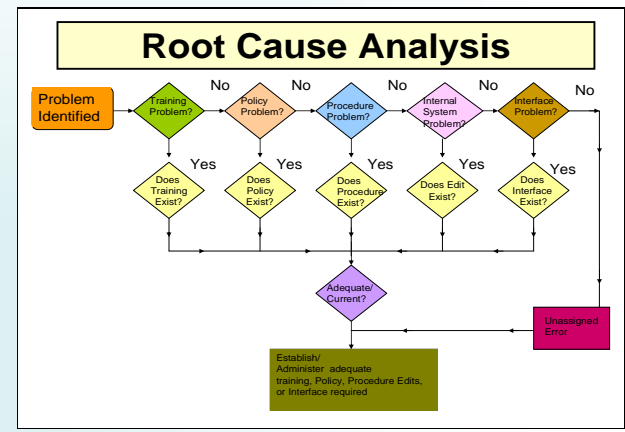 Root Cause Analysis
Problem
Identified
Training
Problem?
No
Policy
Problem?
No
Procedure
Problem?
No
Internal
System
Problem?
No
Interface
Problem?
No
Yes
Yes
Yes
Yes
Yes
Does
Training
Exist?
Does
Policy
Exist?
Does
Procedure
Exist?
Does Edit
Exist?
Does
Interface
Exist?
Adequate/
Current?
Unassigned
Error
Establish/
Administer adequate
training, Policy, Procedure Edits,
or Interface required